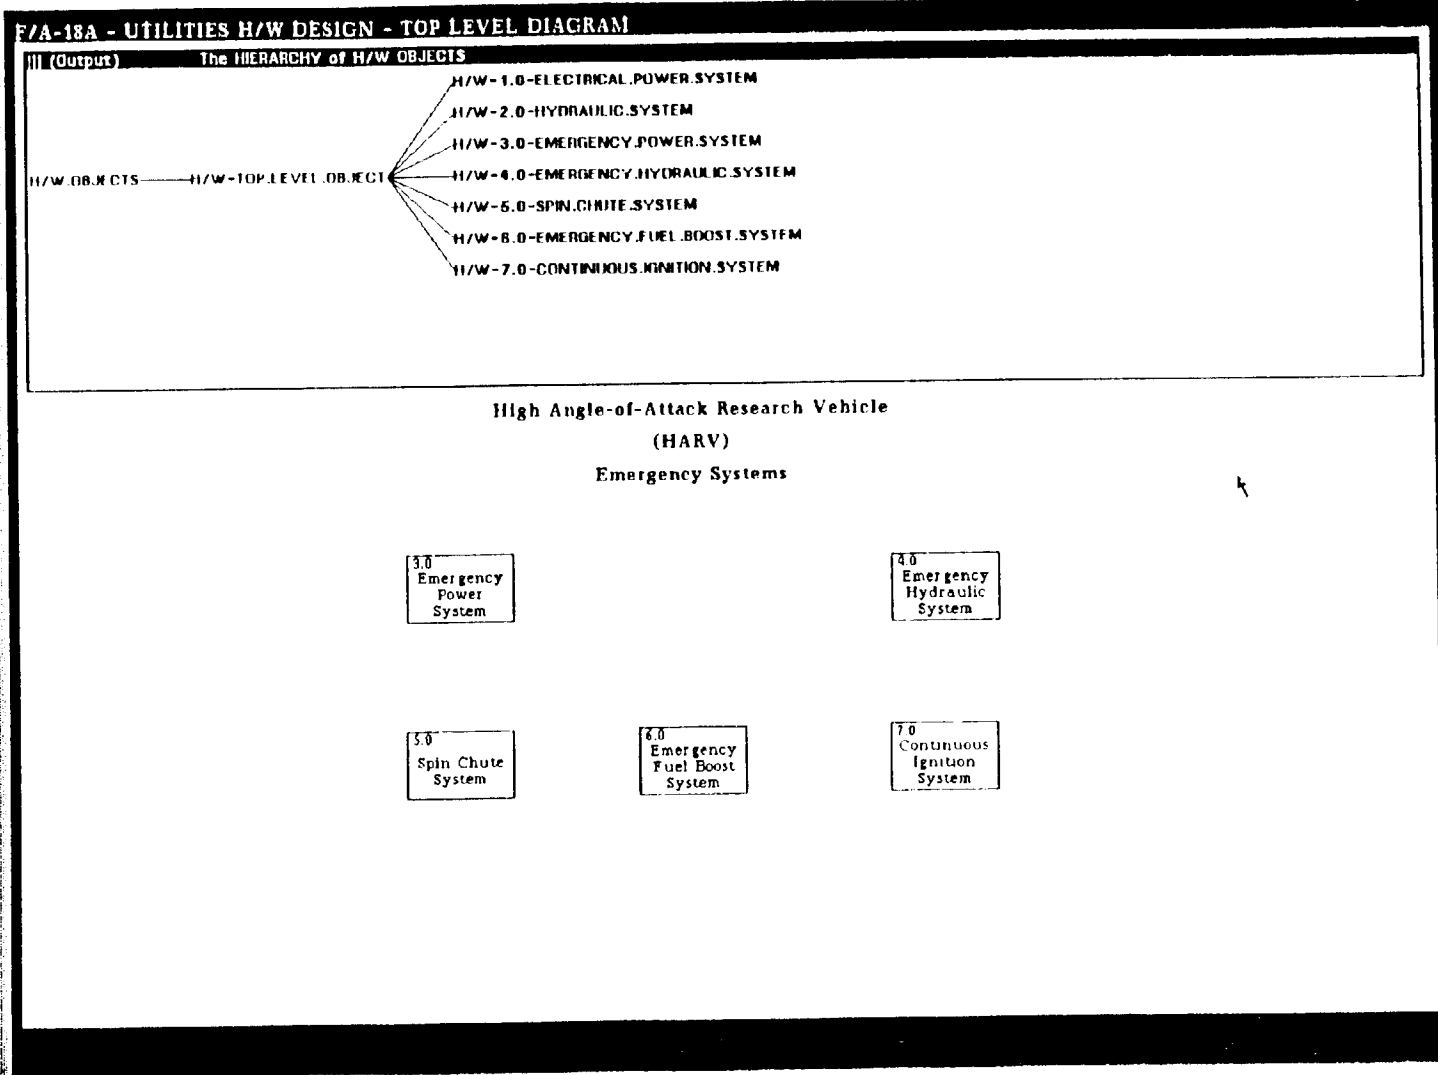 F/A-18A - UTILITIES H/W DESIGN - TOP LEVEL DIAGRAM
(Output) The HIERARCHY of H/W OBJECTS
H/W-1.0-ELECTRICAL.POWER.SYSTEM
H/W-2.0-HYDRAULIC.SYSTEM
H/W-3.0-EMERGENCY.POWER.SYSTEM
H/W.OBJECTS H/W-TOP.LEVEL.OBJECT H/W-4.0-EMERGENCY.HYDRAULIC.SYSTEM
H/W-5.0-SPIN.CHUTE.SYSTEM
H/W-6.0-EMERGENCY.FUEL.BOOST.SYSTEM
H/W-7.0-CONTINUOUS.IGNITION.SYSTEM
High Angle-of-Attack Research Vehicle
(HARV)
Emergency Systems
3.0
Emergency
Power
System
4.0
Emergency
Hydraulic
System
5.0
Spin Chute
System
6.0
Emergency
Fuel Boost
System
7.0
Continuous
Ignition
System